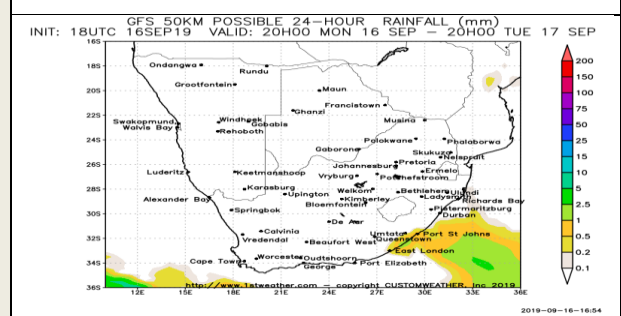 GFS 50KM POSSIBLE 24-HOUR RAINFALL (mm)
INIT: 18UTC 16SEP19 VALID: 20H00 MON 16 SEP – 20H00 TUE 17 SEP
16S
18S
20S
22S
24S
26S
28S
30S
32S
34S
36S
Ondangwa
Rundu
Grootfontein
Maun
Francistown
Ghanzi
Windhoek
Gobabis
Swakopmund
Walvis Bay
Rehoboth
Musina
Polokwane
Phalaborwa
Gaborone
Skukuza
Pretoria
Nelspruit
Johannesburg
Ermelo
Luderitz
Keetmanshoop
Vryburg
Potchefstroom
Karasburg
Upington
Welkom
Bethlehem
Ulundi
Alexander Bay
Kimberley
Ladysmith
Richards Bay
Bloemfontein
Springbok
Pietermaritzburg
Durban
De Aar
Calvinia
Umtata
Port St Johns
Vredendal
Queenstown
Beaufort West
East London
Cape Town
Worcester
Oudtshoorn
George
Port Elizabeth
http://www.1stweather.com – copyright CUSTOMWEATHER, Inc 2019
12E 15E 18E 21E 24E 27E 30E 33E 36E
200
150
100
75
50
25
15
10
5
2.5
1
0.5
0.2
0.1
2019-09-16-16:54